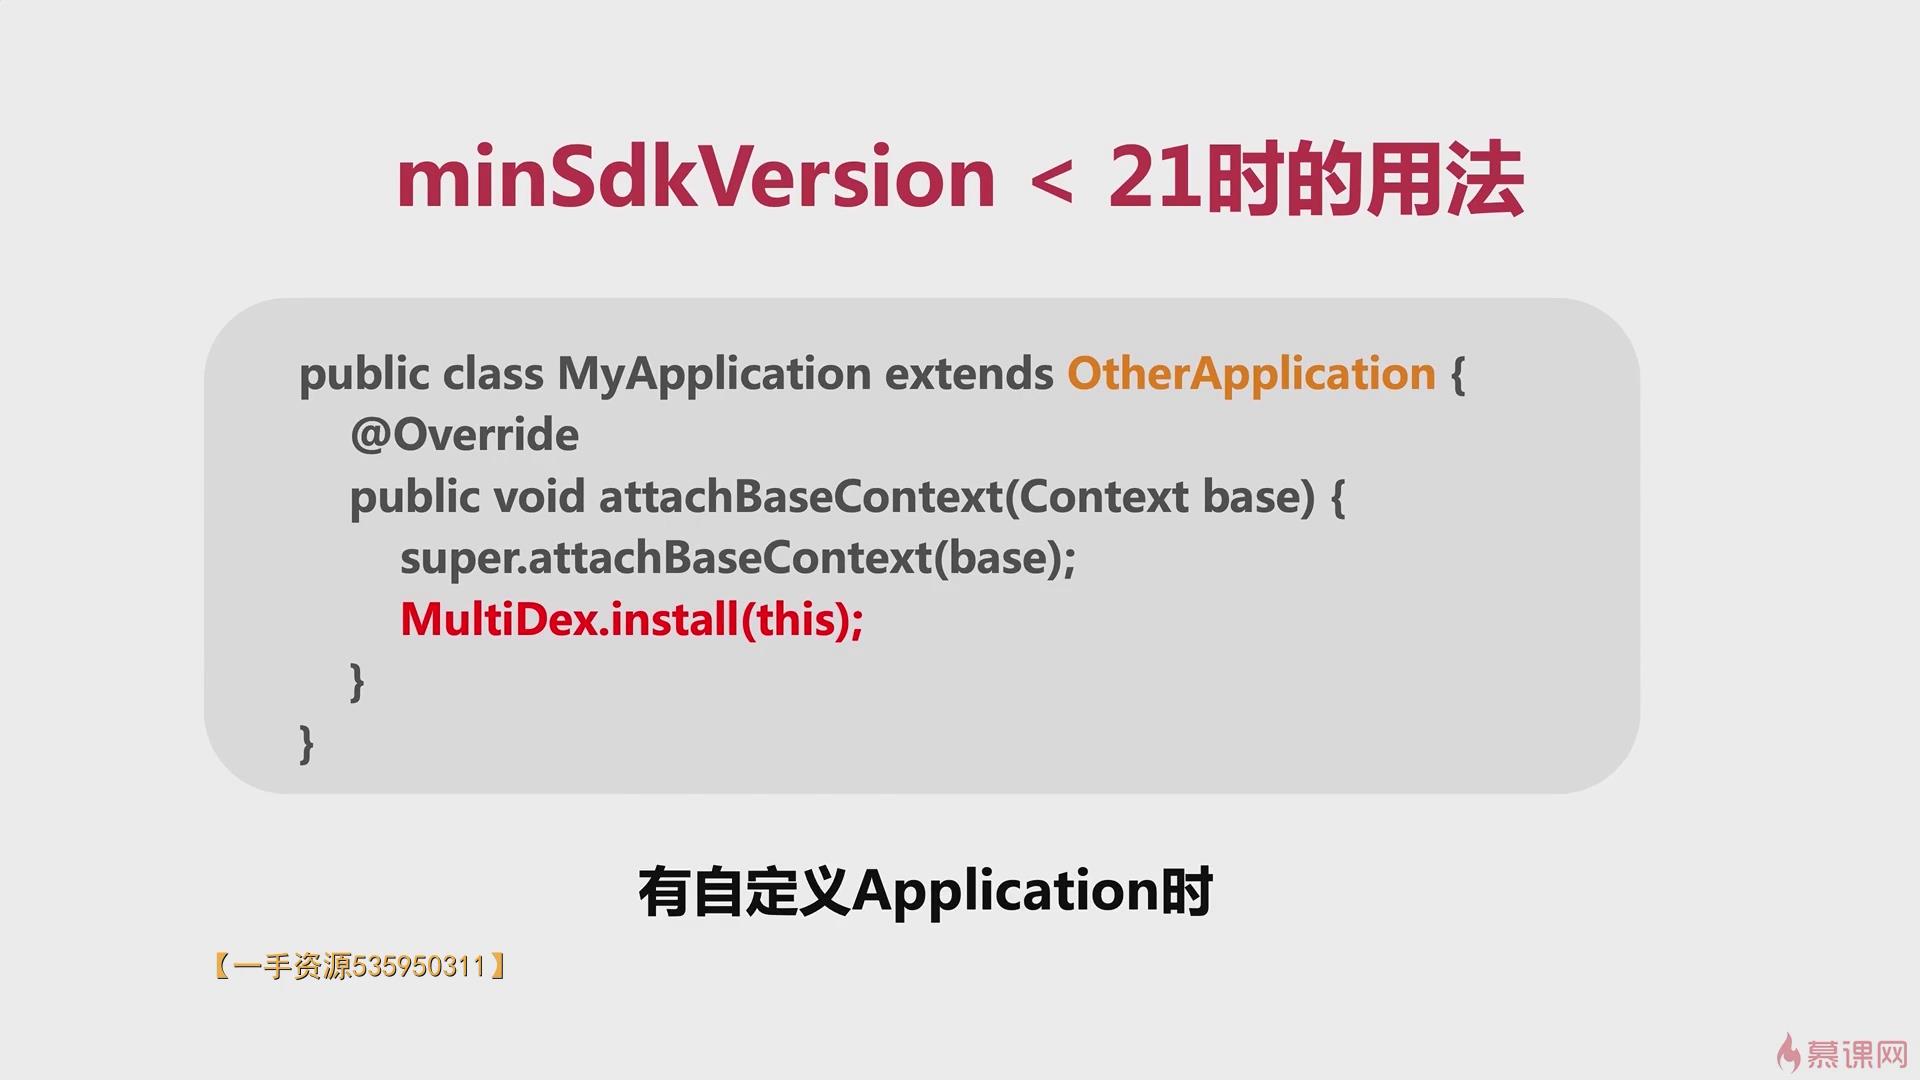 minSdkVersion < 21时的用法
public class MyApplication extends OtherApplication {
@Override
public void attachBaseContext(Context base) {
super.attachBaseContext(base);
MultiDex.install(this);
}
}
有自定义Application时
【一手资源535950311】
慕课网